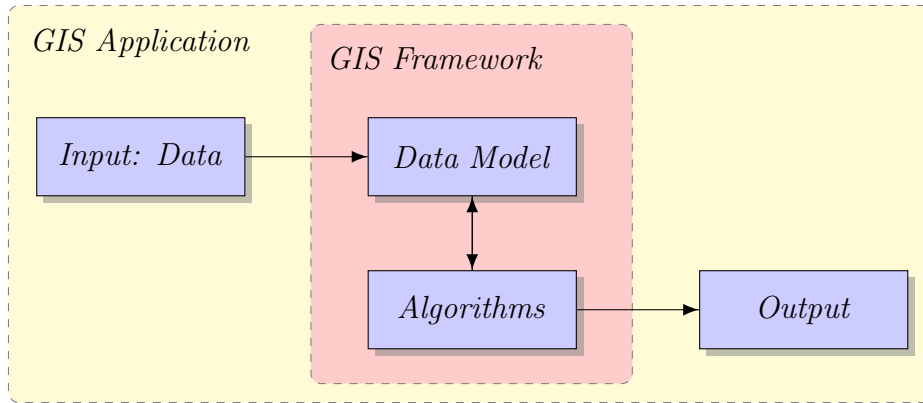 GIS Application
GIS Framework
Input: Data
Data Model
Algorithms
Output